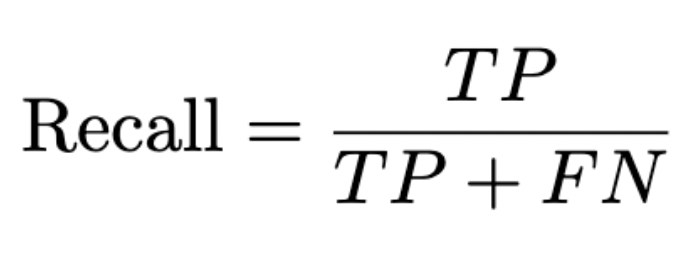 Recall = TP / TP + FN